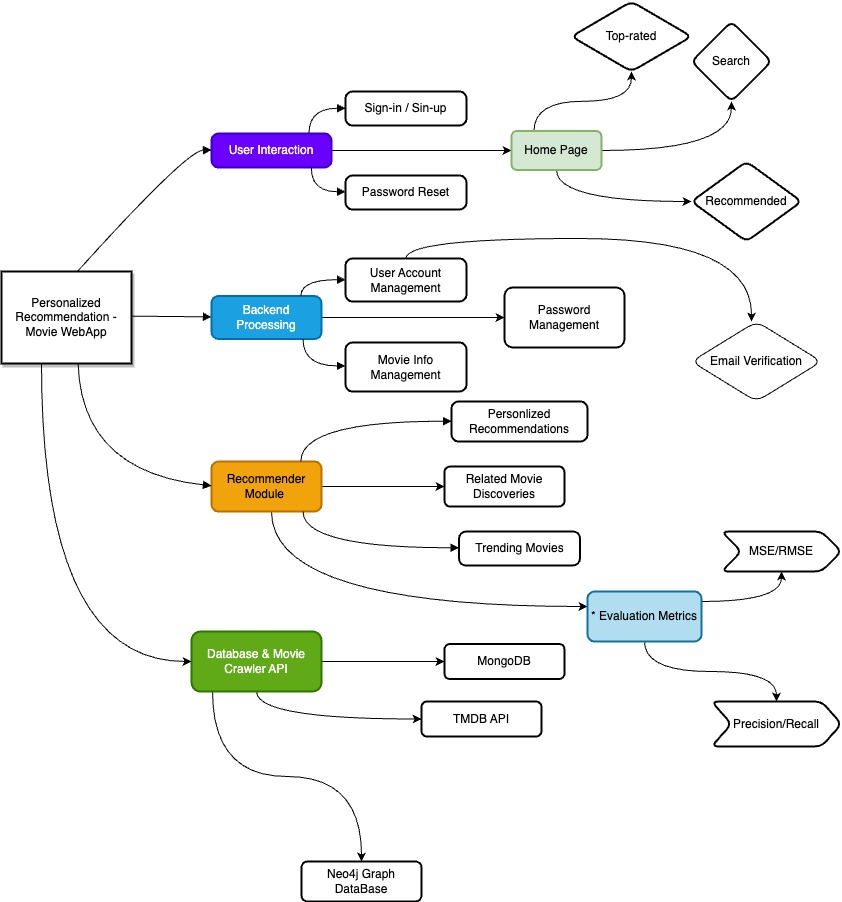 Top-rated
Search
Sign-in / Sin-up
User Interaction
Home Page
Password Reset
Recommended
Personalized
Recommendation -
Movie WebApp
User Account
Management
Backend
Processing
Password
Management
Movie Info
Management
Email Verification
Personlized
Recommendations
Recommender
Module
Related Movie
Discoveries
Trending Movies
MSE/RMSE
* Evaluation Metrics
Database & Movie
Crawler API
MongoDB
TMDB API
Precision/Recall
Neo4j Graph
DataBase